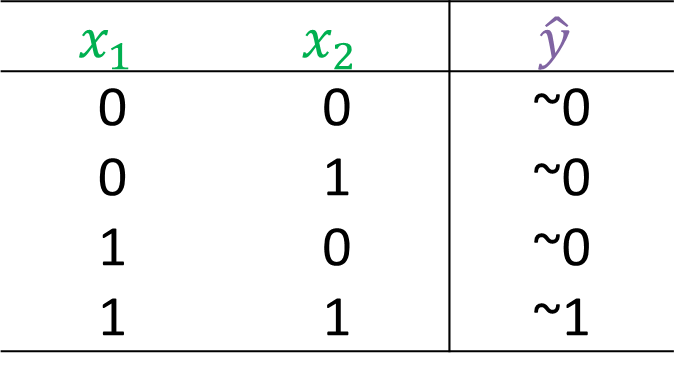 x₁ x₂ ŷ
0 0 ~0
0 1 ~0
1 0 ~0
1 1 ~1